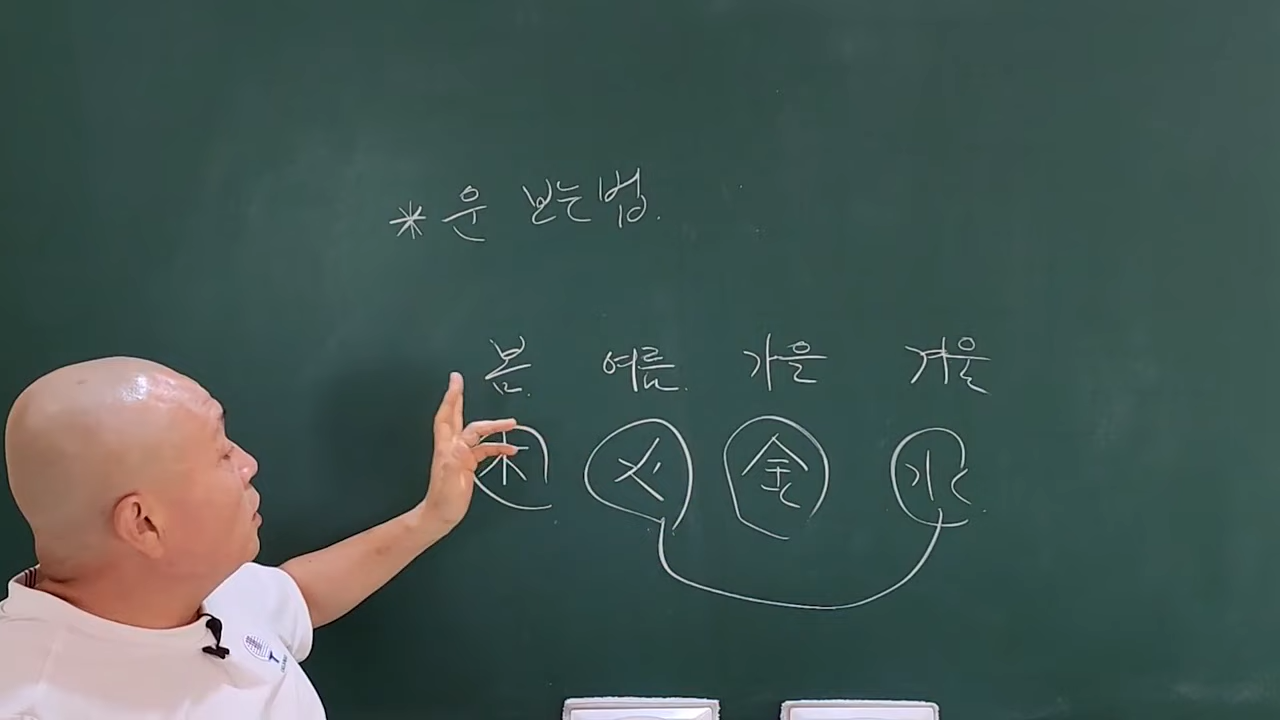 * 운 보는법.
봄. 여름. 가을 겨울
木 火 金 水